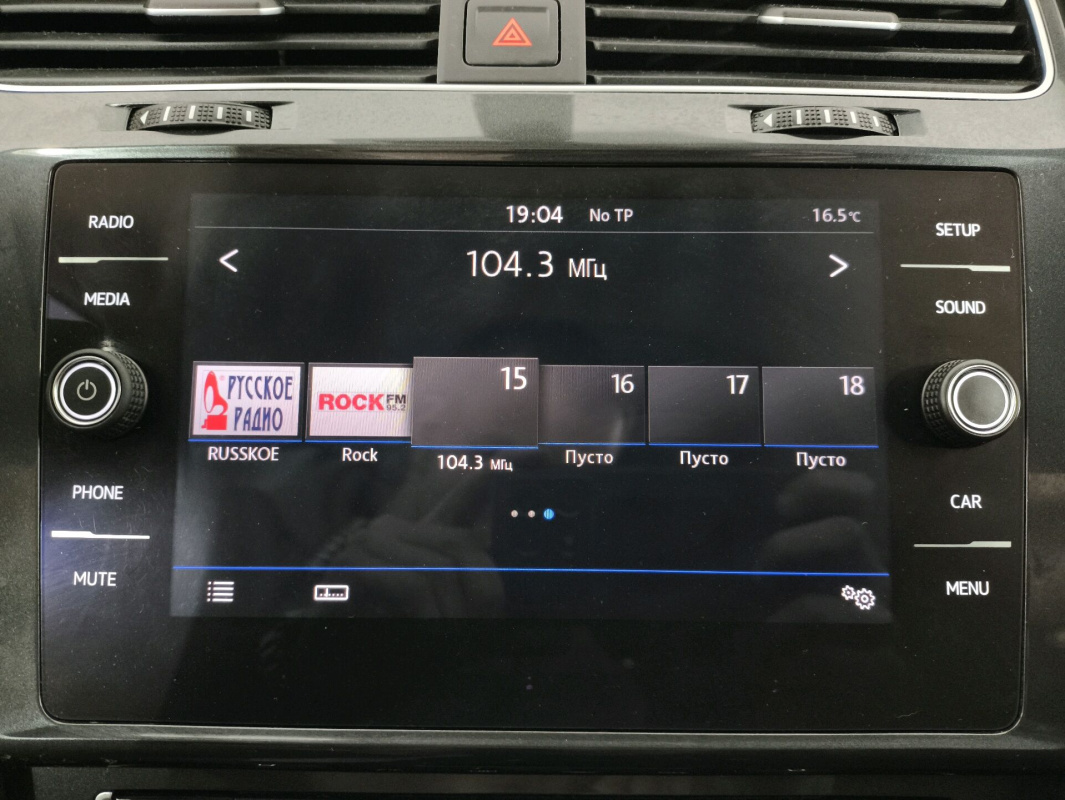 RADIO
MEDIA
PHONE
MUTE
19:04 No TP 16.5°C
< 104.3 МГц >
РУССКОЕ
РАДИО
ROCK FM
95.2
15 16 17 18
RUSSKOE Rock 104.3 МГц Пусто Пусто Пусто
SETUP
SOUND
CAR
MENU